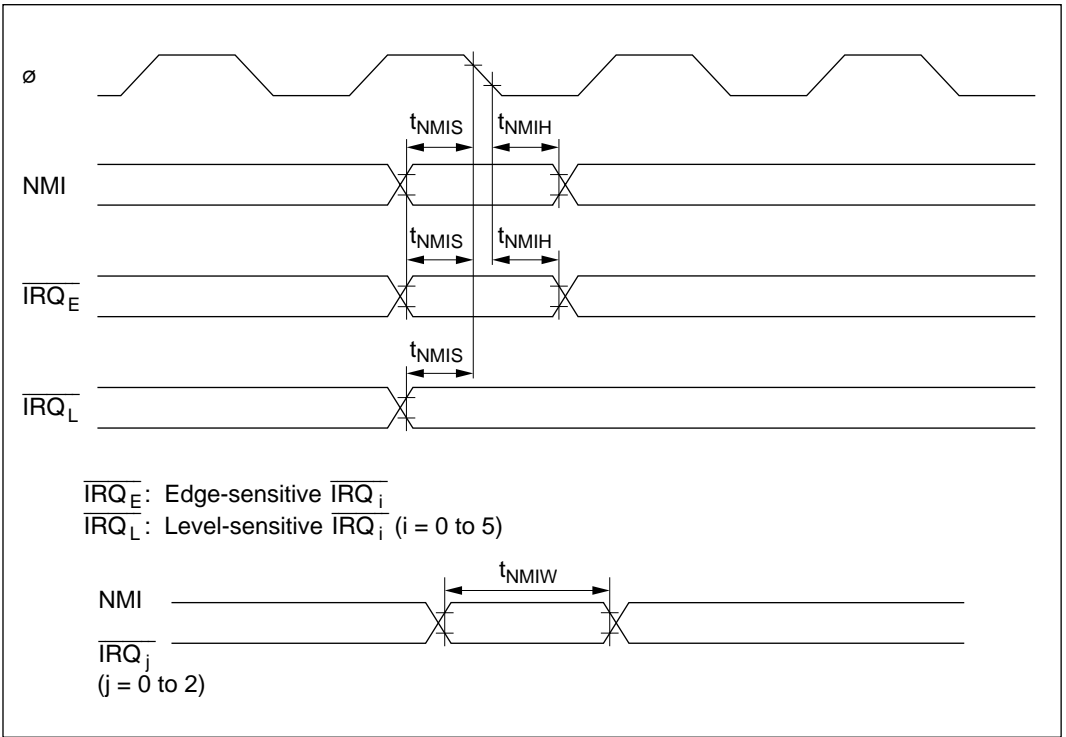 ø
tNMIS tNMIH
NMI
tNMIS tNMIH
IRQE
tNMIS
IRQL
IRQE: Edge-sensitive IRQi
IRQL: Level-sensitive IRQi (i = 0 to 5)
tNMIW
NMI
IRQj
(j = 0 to 2)